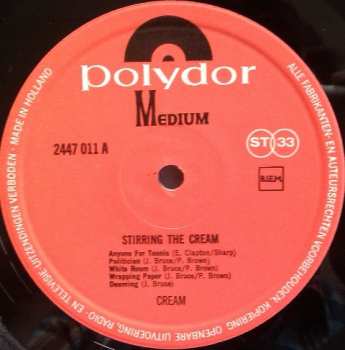 polydor
Medium
2447 011 A
ST 33
B.I.E.M.
STIRRING THE CREAM
Anyone For Tennis (E. Clapton/Sharp)
Politician (J. Bruce/P. Brown)
White Room (J. Bruce/P. Brown)
Wrapping Paper (J. Bruce/P. Brown)
Deaming (J. Bruce)
CREAM
ALLE FABRIKANTEN- EN AUTEURSRECHTEN VOORBEHOUDEN. KOPIERING, OPENBARE UITVOERING, RADIO- EN TELEVISIE-UITZENDINGEN VERBODEN · MADE IN HOLLAND